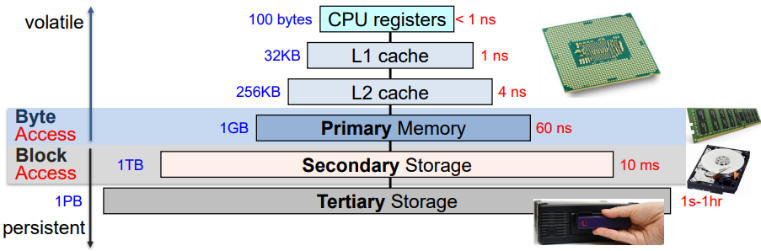 volatile
100 bytes CPU registers < 1 ns
32KB L1 cache 1 ns
256KB L2 cache 4 ns
Byte
Access
1GB Primary Memory 60 ns
Block
Access
1TB Secondary Storage 10 ms
1PB Tertiary Storage 1s-1hr
persistent